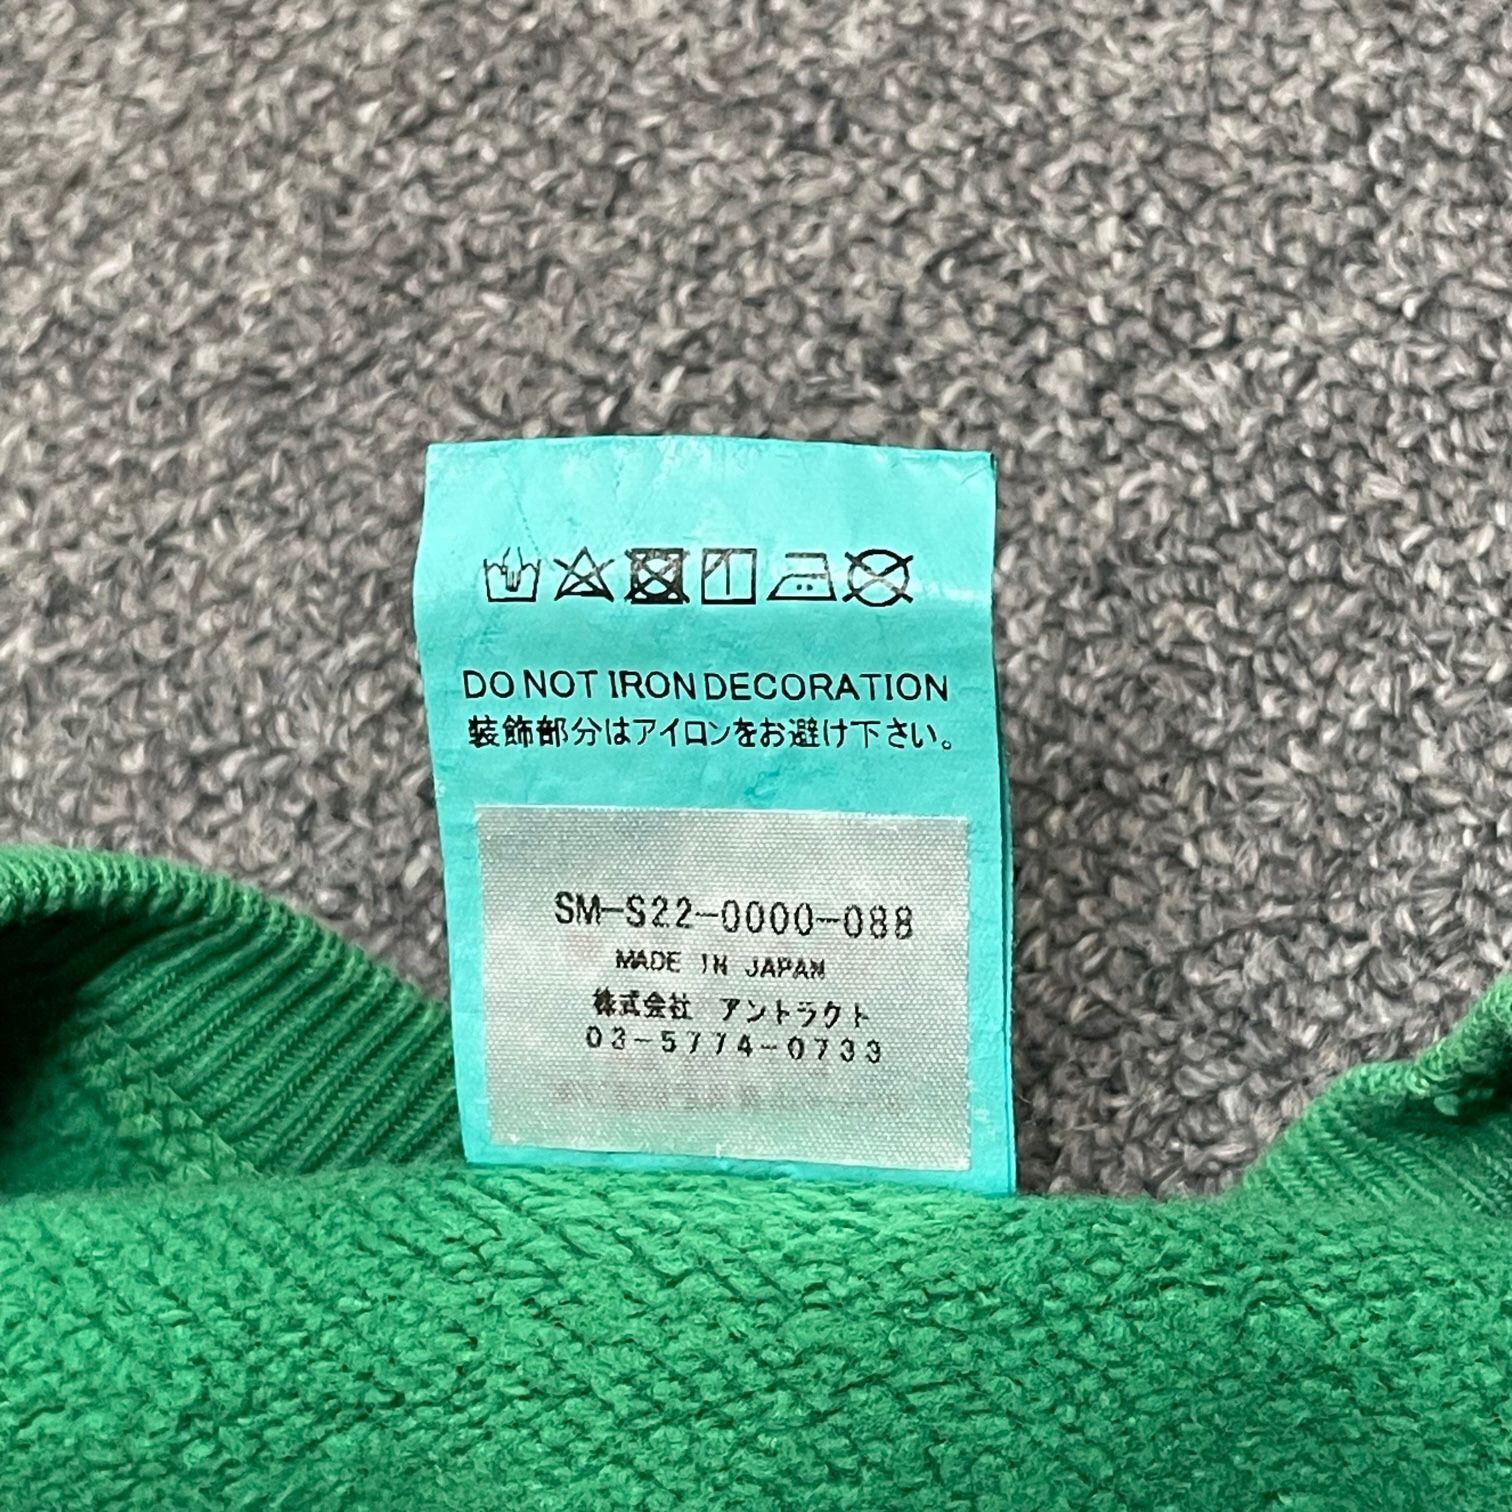 DO NOT IRON DECORATION
装飾部分はアイロンをお避け下さい。
SM-S22-0000-088
MADE IN JAPAN
株式会社 アントラクト
03-5774-0733